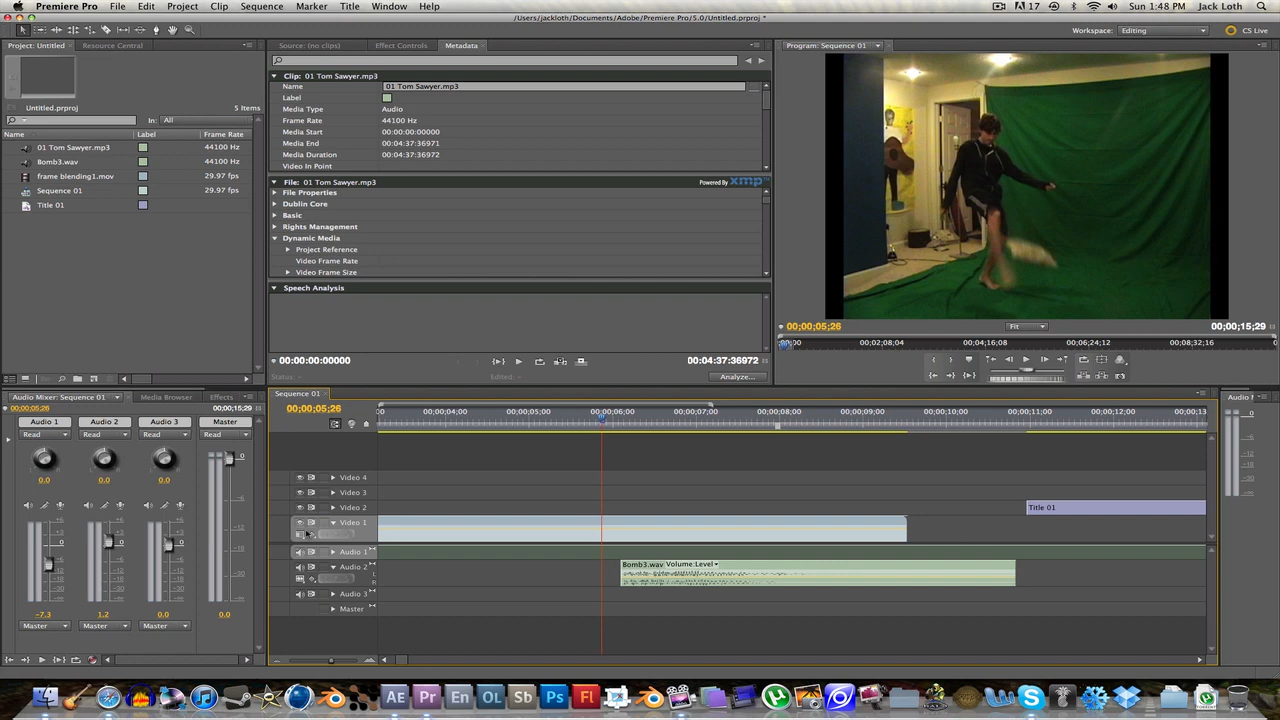 Premiere Pro File Edit Project Clip Sequence Marker Title Window Help 17 Sun 1:48 PM Jack Loth
/Users/jackloth/Documents/Adobe/Premiere Pro/5.0/Untitled.prproj *
Workspace: Editing CS Live
Project: Untitled Resource Central
Untitled.prproj
5 Items
In: All
Name Label Frame Rate
01 Tom Sawyer.mp3 44100 Hz
Bomb3.wav 44100 Hz
frame blending1.mov 29.97 fps
Sequence 01 29.97 fps
Title 01
Source: (no clips) Effect Controls Metadata
Clip: 01 Tom Sawyer.mp3
Name 01 Tom Sawyer.mp3
Label
Media Type Audio
Frame Rate 44100 Hz
Media Start 00:00:00:00000
Media End 00:04:37:36971
Media Duration 00:04:37:36972
Video In Point
File: 01 Tom Sawyer.mp3 Powered By xmp
File Properties
Dublin Core
Basic
Rights Management
Dynamic Media
Project Reference
Video Frame Rate
Video Frame Size
Speech Analysis
00:00:00:00000 00:04:37:36972
Status: - Edited: - Analyze...
Program: Sequence 01
00;00;05;26 Fit 00;00;15;29
00;00 00;02;08;04 00;04;16;08 00;06;24;12 00;08;32;16 0
Audio Mixer: Sequence 01 Media Browser Effects
00;00;05;26 00;00;15;29
Audio 1 Audio 2 Audio 3 Master
Read Read Read Read
0.0 0.0 0.0
-7.3 1.2 0.0 0.0
Master Master Master
Sequence 01
00;00;05;26
00 00;00;04;00 00;00;05;00 00;00;06;00 00;00;07;00 00;00;08;00 00;00;09;00 00;00;10;00 00;00;11;00 00;00;12;00 00;00;13
Video 4
Video 3
Video 2 Title 01
Video 1
Audio 1
Audio 2 Bomb3.wav Volume:Level
L
R
Audio 3
Master
Audio
0
-6
-12
-18
Ae Pr En OL Sb Ps Fl